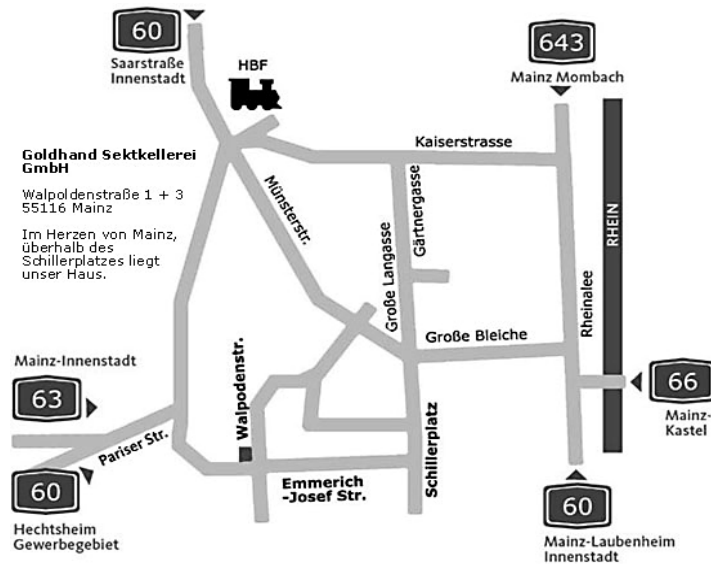 60
Saarstraße
Innenstadt
HBF
643
Mainz Mombach
Goldhand Sektkellerei
GmbH
Walpoldenstraße 1 + 3
55116 Mainz
Im Herzen von Mainz,
überhalb des
Schillerplatzes liegt
unser Haus.
Kaiserstrasse
Münsterstr.
Gärtnergasse
Große Langasse
RHEIN
Rheinalee
Große Bleiche
Mainz-Innenstadt
63
Walpodenstr.
66
Mainz-
Kastel
Pariser Str.
Schillerplatz
Emmerich
-Josef Str.
60
Hechtsheim
Gewerbegebiet
60
Mainz-Laubenheim
Innenstadt